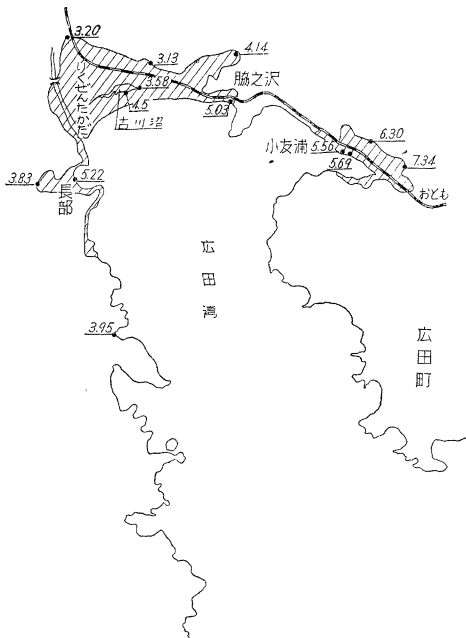 3.20
3.13
4.14
りくぜんたかだ
3.58
4.5
古川沼
脇之沢
5.03
小友浦
5.56
5.69
6.30
7.34
おとも
3.83
5.22
長部
広田湾
3.95
広田町